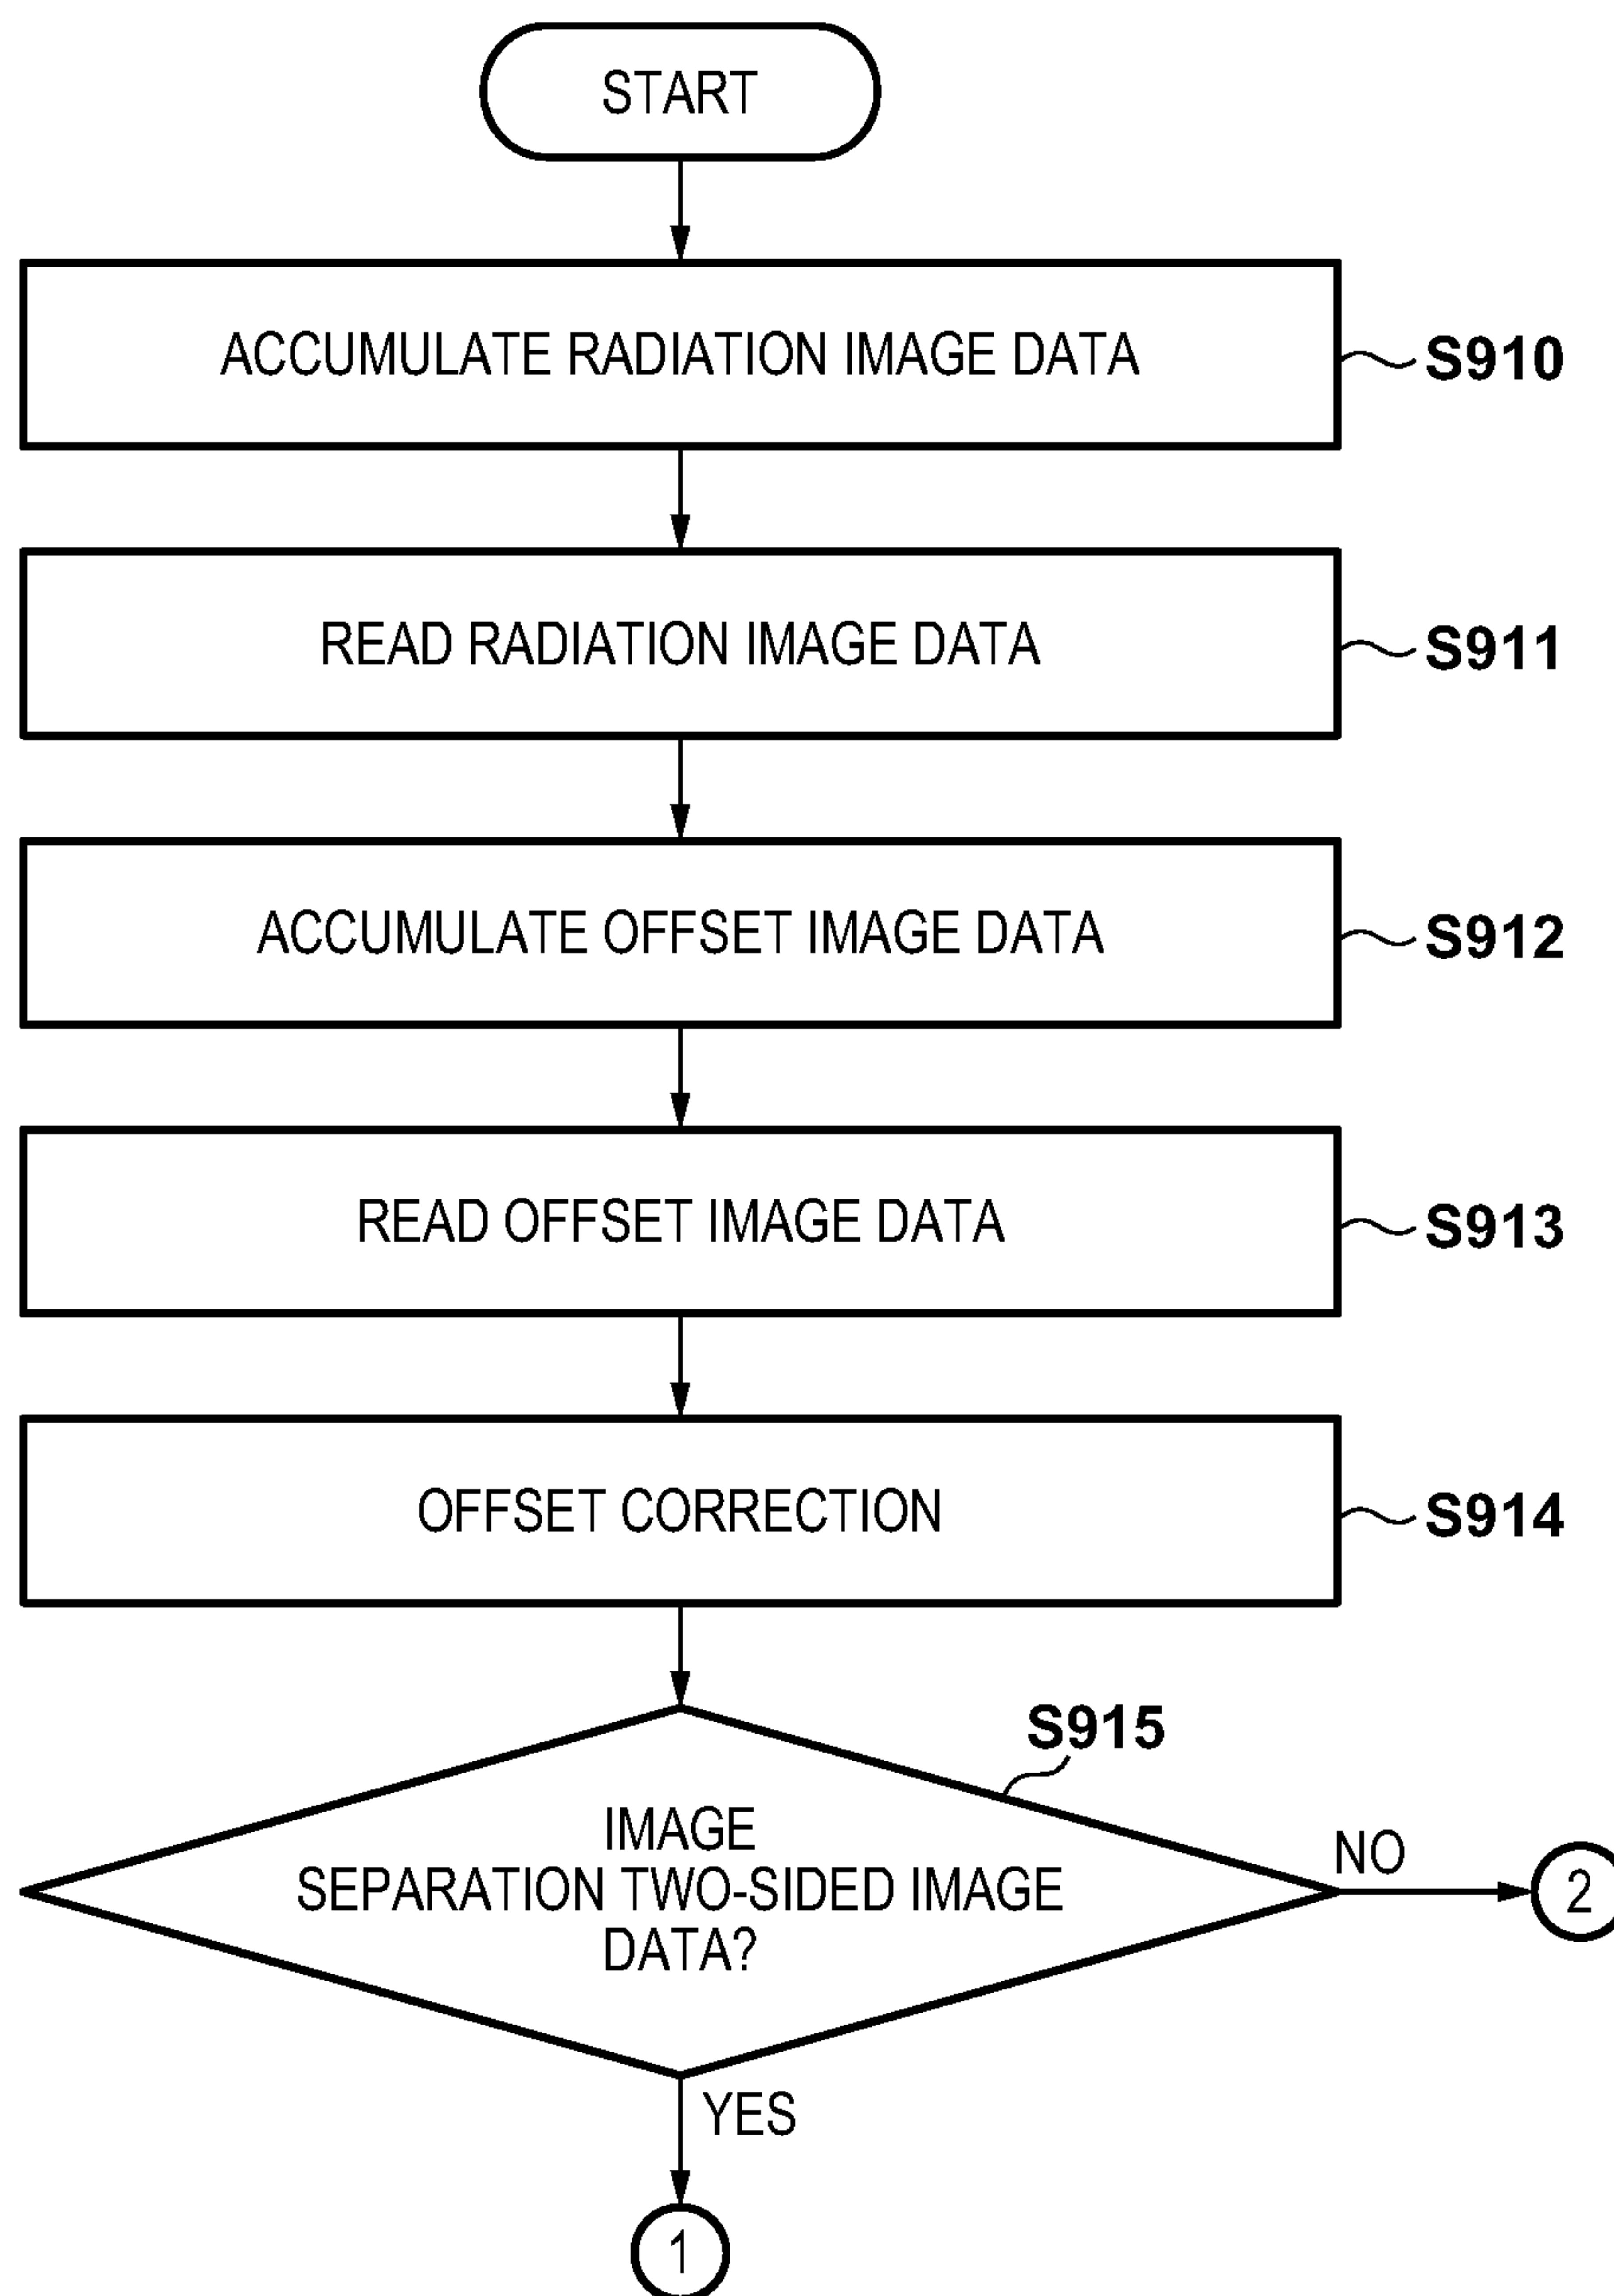 START
ACCUMULATE RADIATION IMAGE DATA
S910
READ RADIATION IMAGE DATA
S911
ACCUMULATE OFFSET IMAGE DATA
S912
READ OFFSET IMAGE DATA
S913
OFFSET CORRECTION
S914
S915
IMAGE
SEPARATION TWO-SIDED IMAGE
DATA?
NO
2
YES
1